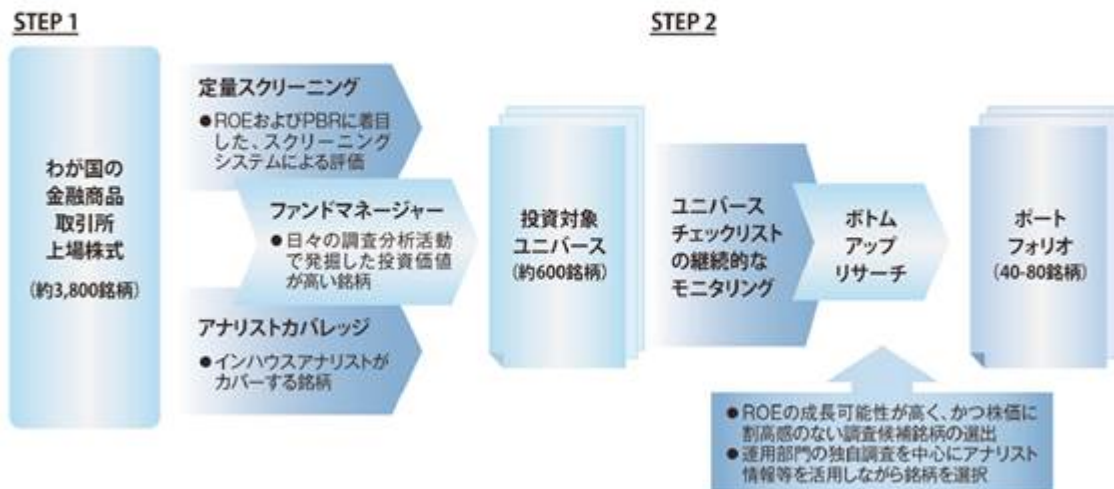 STEP 1
わが国の
金融商品
取引所
上場株式
(約3,800銘柄)
定量スクリーニング
●ROEおよびPBRに着目
した、スクリーニング
システムによる評価
ファンドマネージャー
●日々の調査分析活動
で発掘した投資価値
が高い銘柄
アナリストカバレッジ
●インハウスアナリストが
カバーする銘柄
投資対象
ユニバース
(約600銘柄)
STEP 2
ユニバース
チェックリスト
の継続的な
モニタリング
ボトム
アップ
リサーチ
●ROEの成長可能性が高く、かつ株価に
割高感のない調査候補銘柄の選出
●運用部門の独自調査を中心にアナリスト
情報等を活用しながら銘柄を選択
ポート
フォリオ
(40-80銘柄)